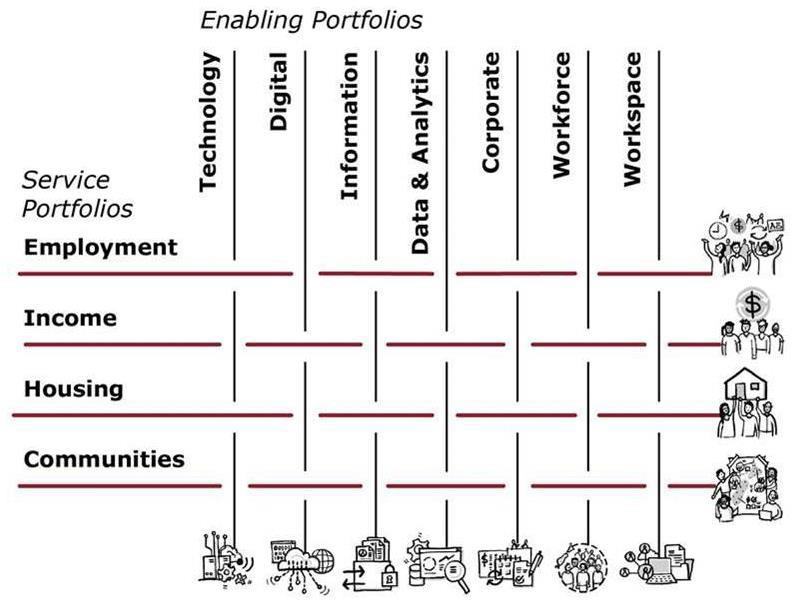 Enabling Portfolios
Technology
Digital
Information
Data & Analytics
Corporate
Workforce
Workspace
Service
Portfolios
Employment
Income
Housing
Communities
$
$